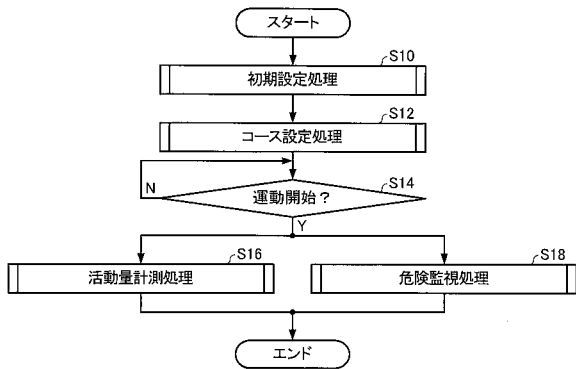 スタート
S10
初期設定処理
S12
コース設定処理
S14
運動開始？
N
Y
S16
活動量計測処理
S18
危険監視処理
エンド